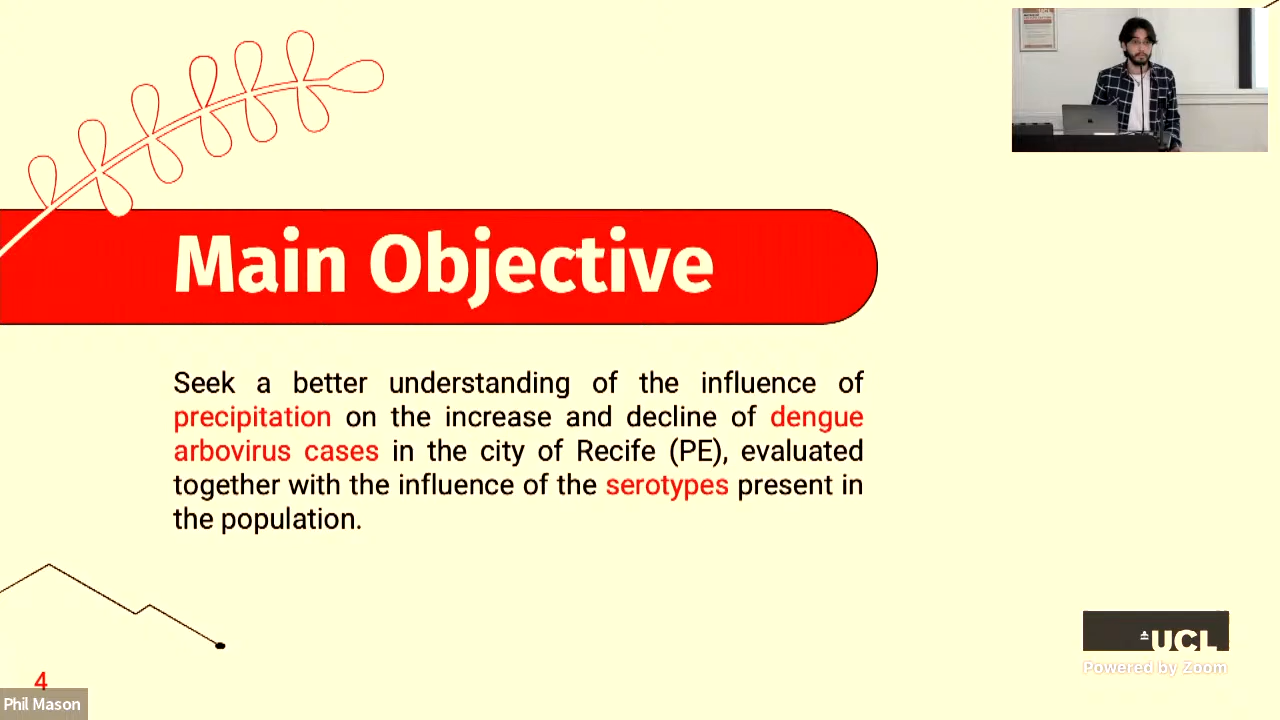 Main Objective
Seek a better understanding of the influence of
precipitation on the increase and decline of dengue
arbovirus cases in the city of Recife (PE), evaluated
together with the influence of the serotypes present in
the population.
UCL
Powered by Zoom
4
Phil Mason